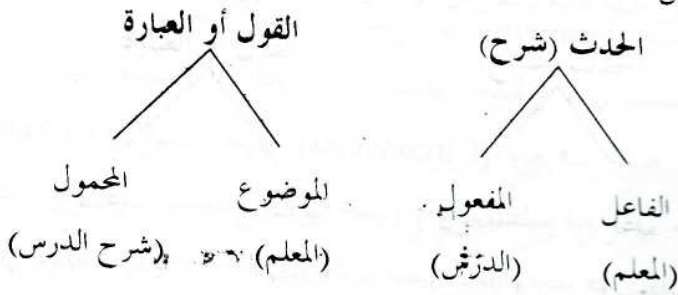 الحدث (شرح)
الفاعل المفعول
(المعلم) (الدرس)
القول أو العبارة
الموضوع المحمول
(المعلم) (شرح الدرس)